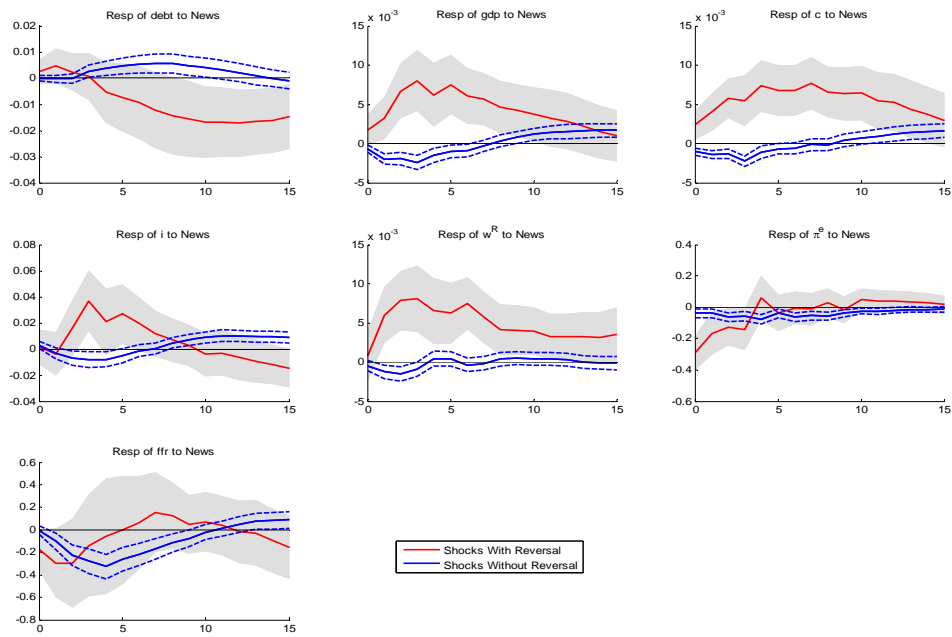 Resp of debt to News
0.02
0.01
0
-0.01
-0.02
-0.03
-0.04
0 5 10 15
Resp of gdp to News
x 10⁻³
15
10
5
0
-5
0 5 10 15
Resp of c to News
x 10⁻³
15
10
5
0
-5
0 5 10 15
Resp of i to News
0.08
0.06
0.04
0.02
0
-0.02
-0.04
0 5 10 15
Resp of wᴿ to News
x 10⁻³
15
10
5
0
-5
0 5 10 15
Resp of πᵉ to News
0.4
0.2
0
-0.2
-0.4
-0.6
0 5 10 15
Resp of ffr to News
0.6
0.4
0.2
0
-0.2
-0.4
-0.6
-0.8
0 5 10 15
Shocks With Reversal
Shocks Without Reversal